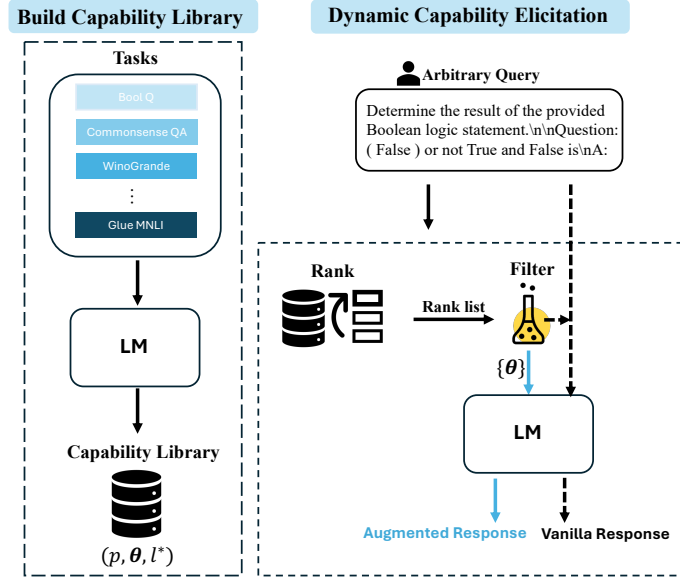 Build Capability Library
Dynamic Capability Elicitation
Tasks
Bool Q
Commonsense QA
WinoGrande
⋮
Glue MNLI
LM
Capability Library
(p, θ, l*)
Arbitrary Query
Determine the result of the provided
Boolean logic statement.\n\nQuestion:
( False ) or not True and False is\nA:
Rank
Rank list
Filter
{θ}
LM
Augmented Response
Vanilla Response